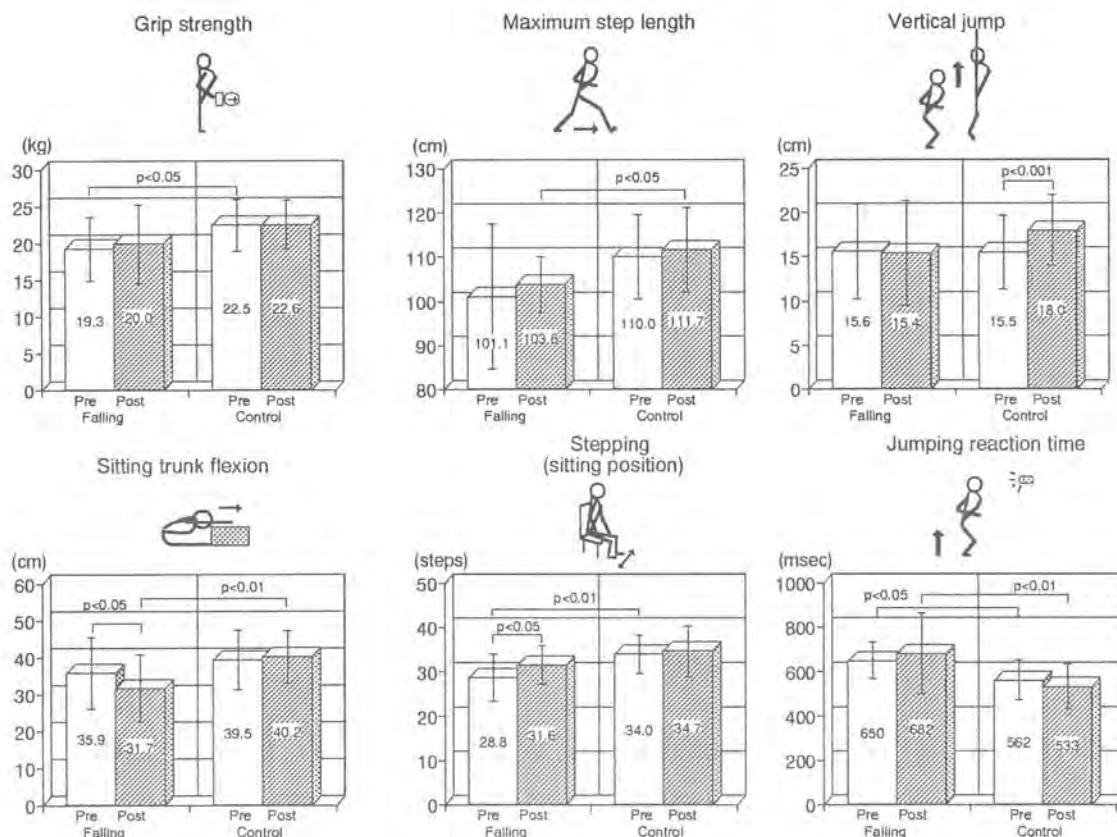 Grip strength
(kg)
30
25
20
15
10
5
0
p<0.05
19.3
20.0
22.5
22.6
Pre Post Pre Post
Falling Control
Maximum step length
(cm)
130
120
110
100
90
80
p<0.05
101.1
103.8
110.0
111.7
Pre Post Pre Post
Falling Control
Vertical jump
(cm)
25
20
15
10
5
0
p<0.001
15.6
15.4
15.5
18.0
Pre Post Pre Post
Falling Control
Sitting trunk flexion
(cm)
60
50
40
30
20
10
0
p<0.05
p<0.01
35.9
31.7
39.5
40.2
Pre Post Pre Post
Falling Control
Stepping
(sitting position)
(steps)
50
40
30
20
10
0
p<0.01
p<0.05
28.8
31.6
34.0
34.7
Pre Post Pre Post
Falling Control
Jumping reaction time
(msec)
1000
800
600
400
200
0
p<0.05
p<0.01
650
682
562
533
Pre Post Pre Post
Falling Control